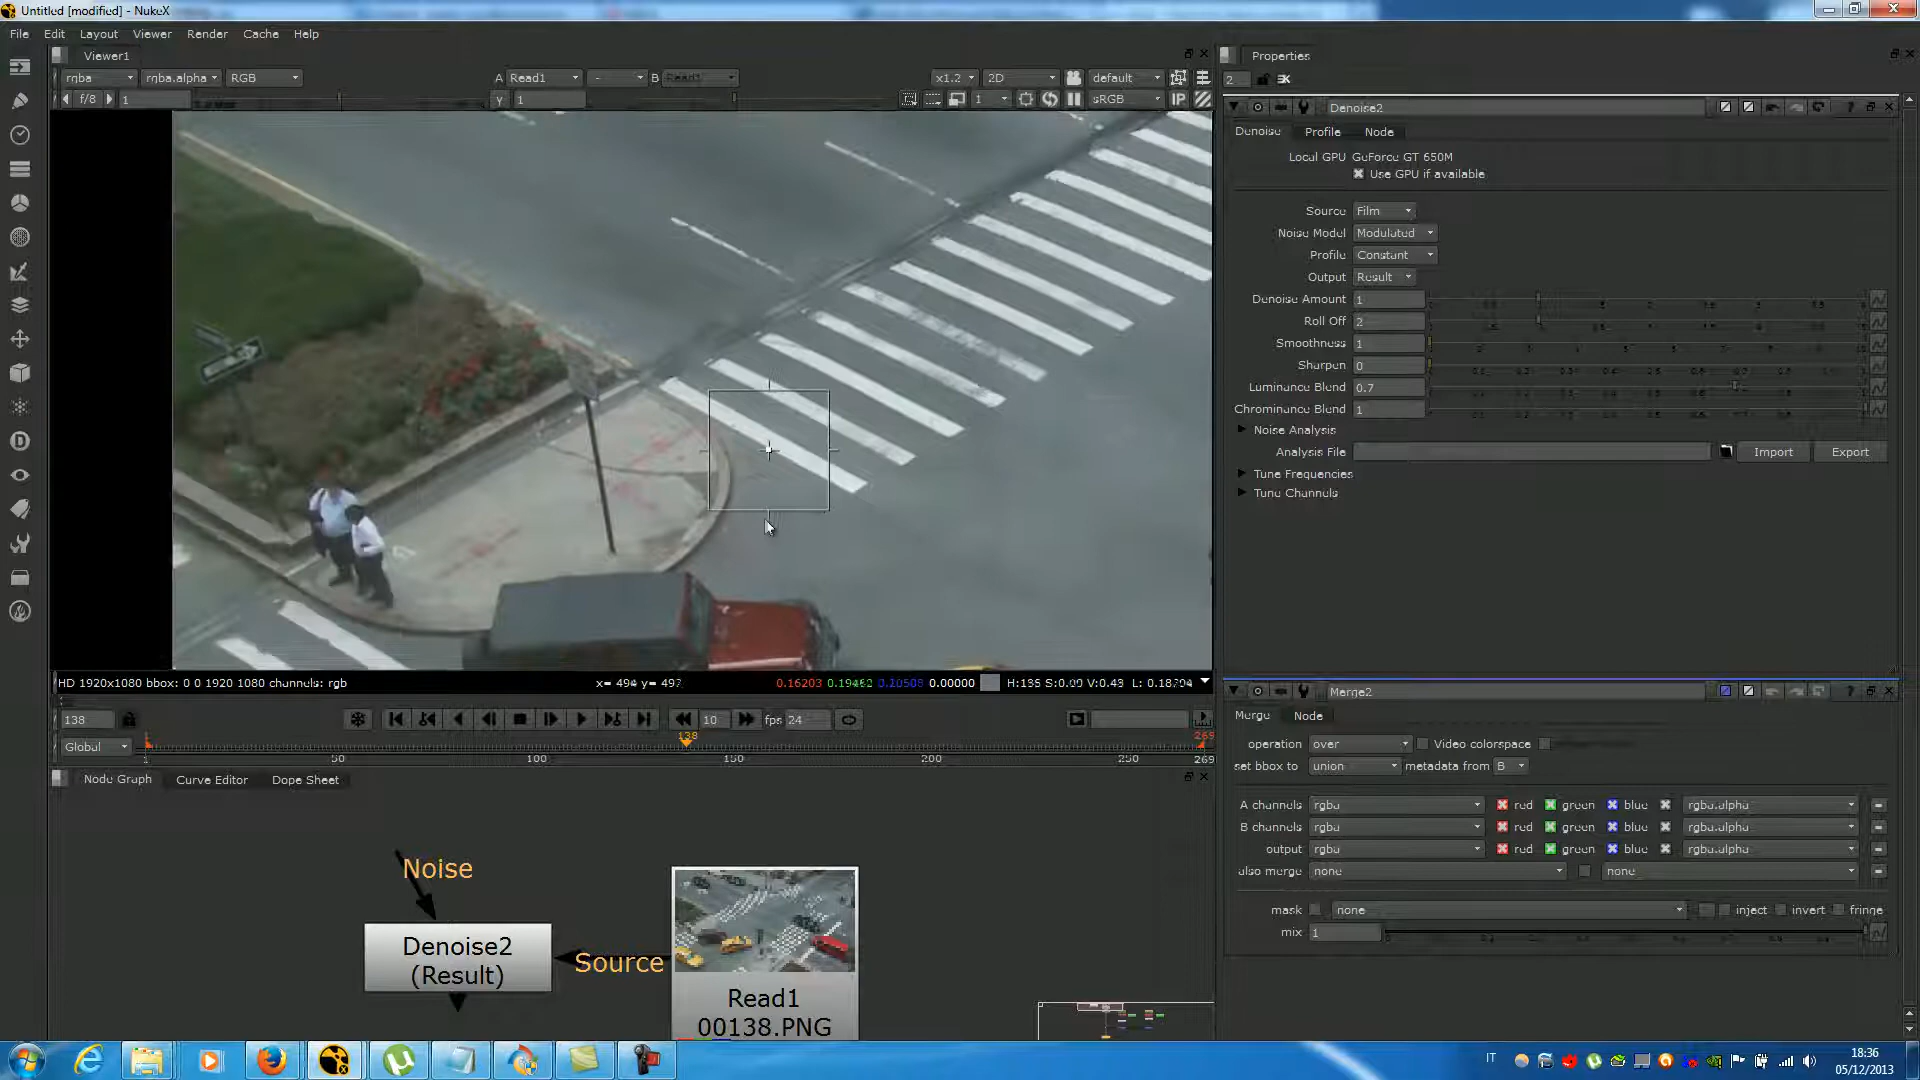 Untitled [modified] - NukeX
File Edit Layout Viewer Render Cache Help
Viewer1
rgba rgba.alpha RGB A Read1 - B Read1 x1.2 2D default
f/8 1 y 1 1 sRGB IP
HD 1920x1080 bbox: 0 0 1920 1080 channels: rgb
0.00000
138 10 fps 24
138 269
Global
1 50 100 150 200 250 269
Node Graph Curve Editor Dope Sheet
Noise
Denoise2
(Result)
Source
Read1
00138.PNG
Properties
2
Denoise2
Denoise Profile Node
Local GPU GeForce GT 650M
Use GPU if available
Source Film
Noise Model Modulated
Profile Constant
Output Result
Denoise Amount 1
Roll Off 2
Smoothness 1
Sharpen 0
Luminance Blend 0.7
Chrominance Blend 1
Noise Analysis
Analysis File Import Export
Tune Frequencies
Tune Channels
Merge2
Merge Node
operation over Video colorspace
set bbox to union metadata from B
A channels rgba red green blue rgba.alpha
B channels rgba red green blue rgba.alpha
output rgba red green blue rgba.alpha
also merge none none
mask none inject invert fringe
mix 1
IT
18:36
05/12/2013